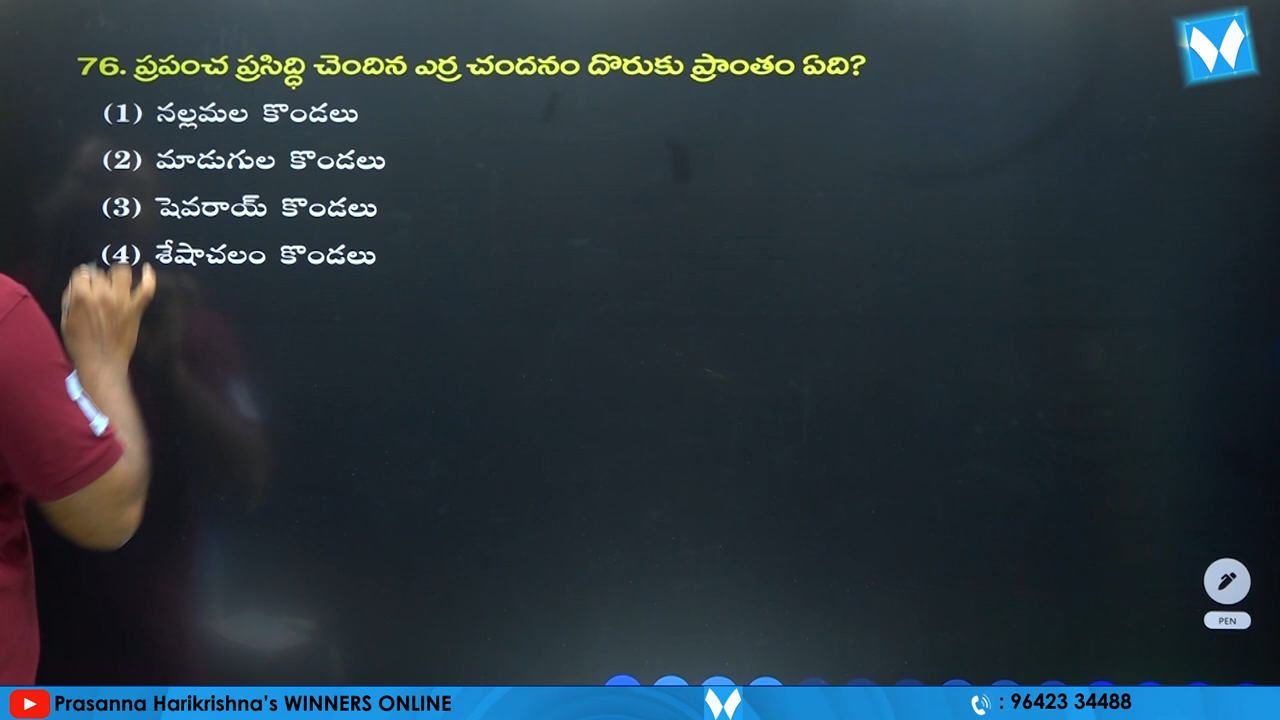 76. ప్రపంచ ప్రసిద్ధి చెందిన ఎర్ర చందనం దొరుకు ప్రాంతం ఏది?
(1) నల్లమల కొండలు
(2) మాడుగుల కొండలు
(3) షెవరాయ్ కొండలు
(4) శేషాచలం కొండలు
PEN
Prasanna Harikrishna's WINNERS ONLINE
: 96423 34488